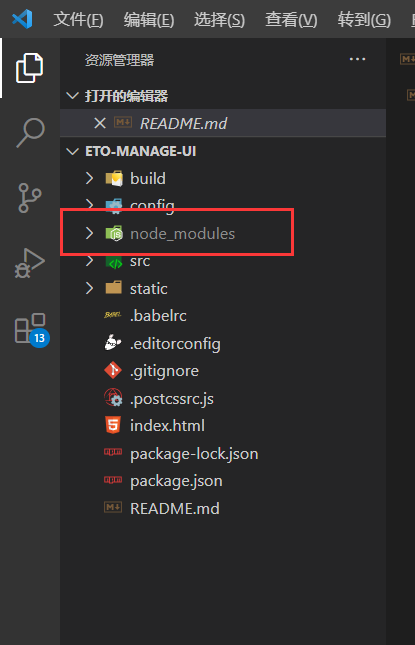 文件(F) 编辑(E) 选择(S) 查看(V) 转到(G)
资源管理器
打开的编辑器
README.md
ETO-MANAGE-UI
build
config
node_modules
src
static
.babelrc
.editorconfig
.gitignore
.postcssrc.js
index.html
package-lock.json
package.json
README.md
13